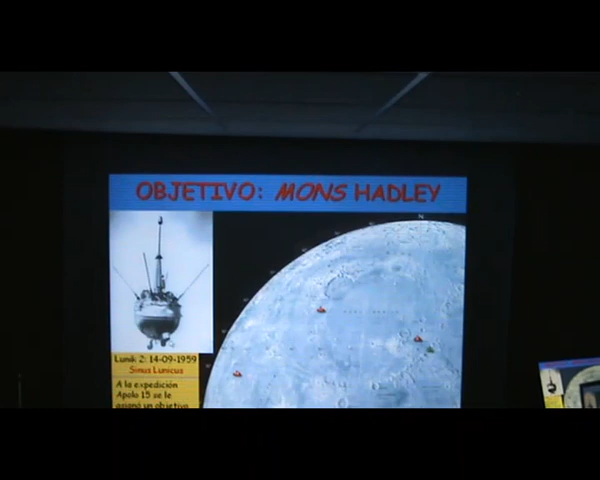 OBJETIVO: MONS HADLEY
Lunik 2: 14-09-1959
Sinus Lunicus
A la expedición
Apolo 15 se le
asignó un objetivo